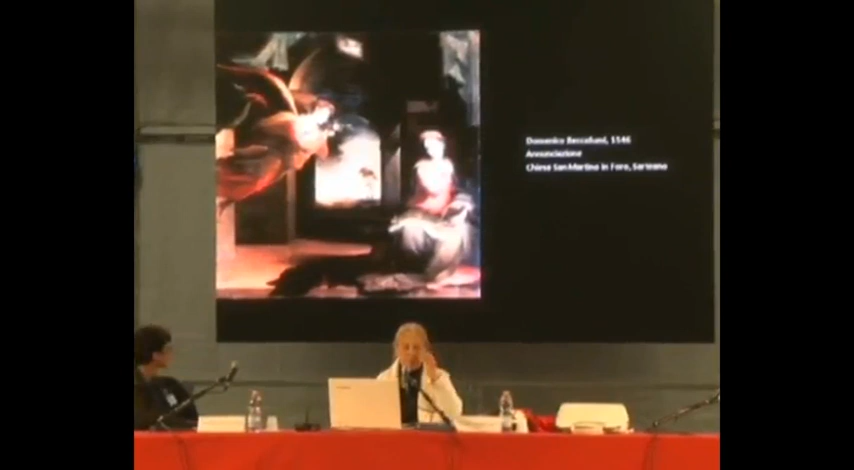 Domenico Beccafumi, 1546
Annunciazione
Chiesa San Martino in Foro, Sarteano